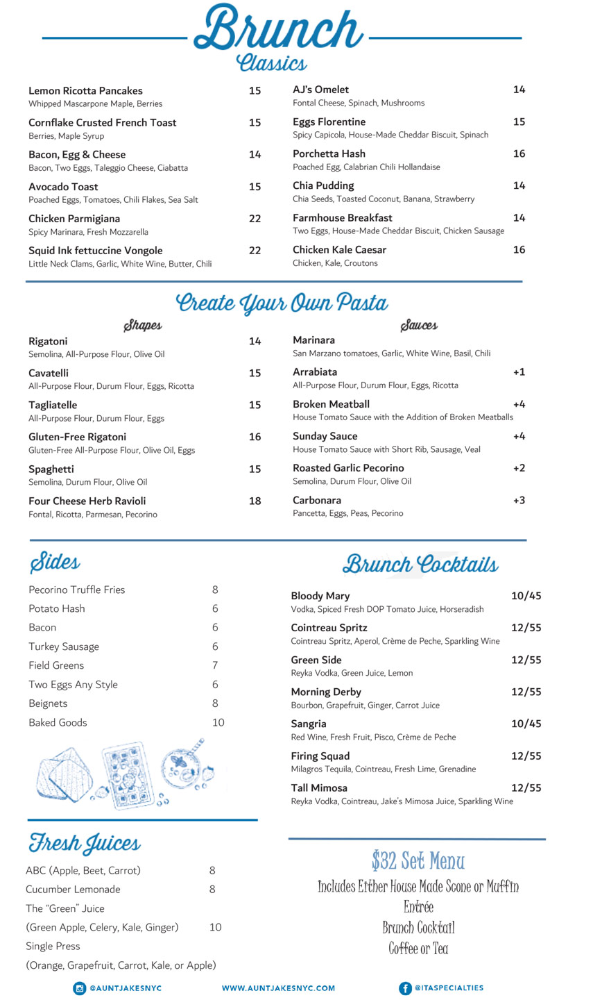 Brunch
Classics
Lemon Ricotta Pancakes 15
Whipped Mascarpone Maple, Berries
Cornflake Crusted French Toast 15
Berries, Maple Syrup
Bacon, Egg & Cheese 14
Bacon, Two Eggs, Taleggio Cheese, Ciabatta
Avocado Toast 15
Poached Eggs, Tomatoes, Chili Flakes, Sea Salt
Chicken Parmigiana 22
Spicy Marinara, Fresh Mozzarella
Squid Ink fettuccine Vongole 22
Little Neck Clams, Garlic, White Wine, Butter, Chili
AJ's Omelet 14
Fontal Cheese, Spinach, Mushrooms
Eggs Florentine 15
Spicy Capicola, House-Made Cheddar Biscuit, Spinach
Porchetta Hash 16
Poached Egg, Calabrian Chili Hollandaise
Chia Pudding 14
Chia Seeds, Toasted Coconut, Banana, Strawberry
Farmhouse Breakfast 14
Two Eggs, House-Made Cheddar Biscuit, Chicken Sausage
Chicken Kale Caesar 16
Chicken, Kale, Croutons
Create Your Own Pasta
Shapes
Rigatoni 14
Semolina, All-Purpose Flour, Olive Oil
Cavatelli 15
All-Purpose Flour, Durum Flour, Eggs, Ricotta
Tagliatelle 15
All-Purpose Flour, Durum Flour, Eggs
Gluten-Free Rigatoni 16
Gluten-Free All-Purpose Flour, Olive Oil, Eggs
Spaghetti 15
Semolina, Durum Flour, Olive Oil
Four Cheese Herb Ravioli 18
Fontal, Ricotta, Parmesan, Pecorino
Sauces
Marinara
San Marzano tomatoes, Garlic, White Wine, Basil, Chili
Arrabiata +1
All-Purpose Flour, Durum Flour, Eggs, Ricotta
Broken Meatball +4
House Tomato Sauce with the Addition of Broken Meatballs
Sunday Sauce +4
House Tomato Sauce with Short Rib, Sausage, Veal
Roasted Garlic Pecorino +2
Semolina, Durum Flour, Olive Oil
Carbonara +3
Pancetta, Eggs, Peas, Pecorino
Sides
Pecorino Truffle Fries 8
Potato Hash 6
Bacon 6
Turkey Sausage 6
Field Greens 7
Two Eggs Any Style 6
Beignets 8
Baked Goods 10
Brunch Cocktails
Bloody Mary 10/45
Vodka, Spiced Fresh DOP Tomato Juice, Horseradish
Cointreau Spritz 12/55
Cointreau Spritz, Aperol, Crème de Peche, Sparkling Wine
Green Side 12/55
Reyka Vodka, Green Juice, Lemon
Morning Derby 12/55
Bourbon, Grapefruit, Ginger, Carrot Juice
Sangria 10/45
Red Wine, Fresh Fruit, Pisco, Crème de Peche
Firing Squad 12/55
Milagros Tequila, Cointreau, Fresh Lime, Grenadine
Tall Mimosa 12/55
Reyka Vodka, Cointreau, Jake's Mimosa Juice, Sparkling Wine
Fresh Juices
ABC (Apple, Beet, Carrot) 8
Cucumber Lemonade 8
The “Green” Juice
(Green Apple, Celery, Kale, Ginger) 10
Single Press
(Orange, Grapefruit, Carrot, Kale, or Apple)
$32 Set Menu
Includes Either House Made Scone or Muffin
Entrée
Brunch Cocktail
Coffee or Tea
@AUNTJAKESNYC WWW.AUNTJAKESNYC.COM @ITASPECIALTIES